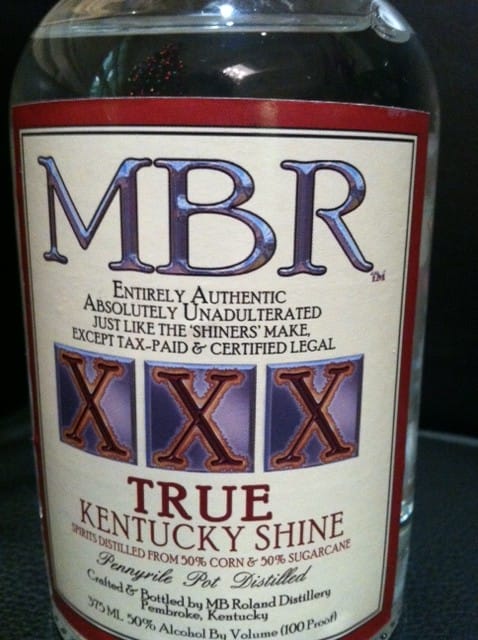 MBR
TM
ENTIRELY AUTHENTIC
ABSOLUTELY UNADULTERATED
JUST LIKE THE 'SHINERS' MAKE,
EXCEPT TAX-PAID & CERTIFIED LEGAL
XXX
TRUE
KENTUCKY SHINE
SPIRITS DISTILLED FROM 50% CORN & 50% SUGARCANE
Pennyrile Pot Distilled
Crafted & Bottled by MB Roland Distillery
Pembroke, Kentucky
375 ML 50% Alcohol By Volume (100 Proof)